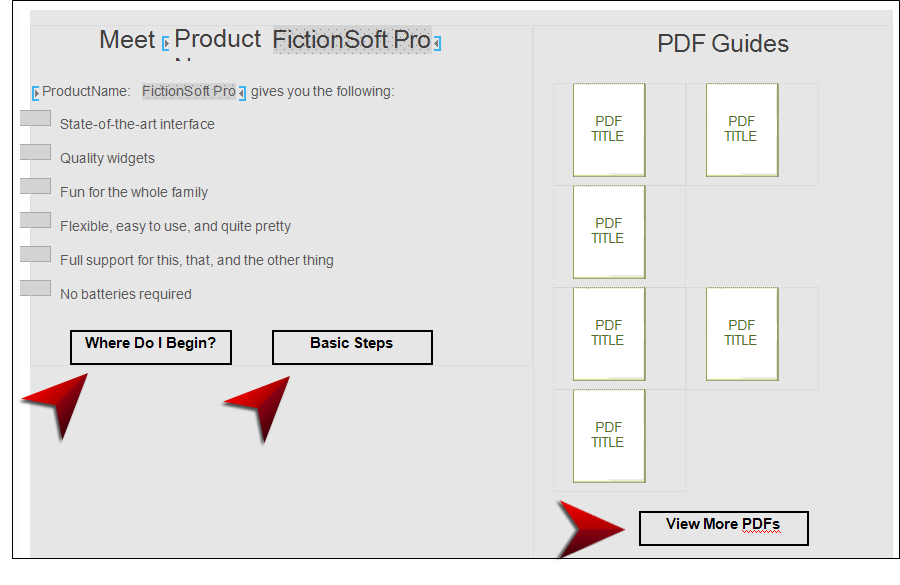 Meet Product FictionSoft Pro
ProductName: FictionSoft Pro gives you the following:
State-of-the-art interface
Quality widgets
Fun for the whole family
Flexible, easy to use, and quite pretty
Full support for this, that, and the other thing
No batteries required
Where Do I Begin? Basic Steps
PDF Guides
PDF
TITLE
PDF
TITLE
PDF
TITLE
PDF
TITLE
PDF
TITLE
PDF
TITLE
View More PDFs